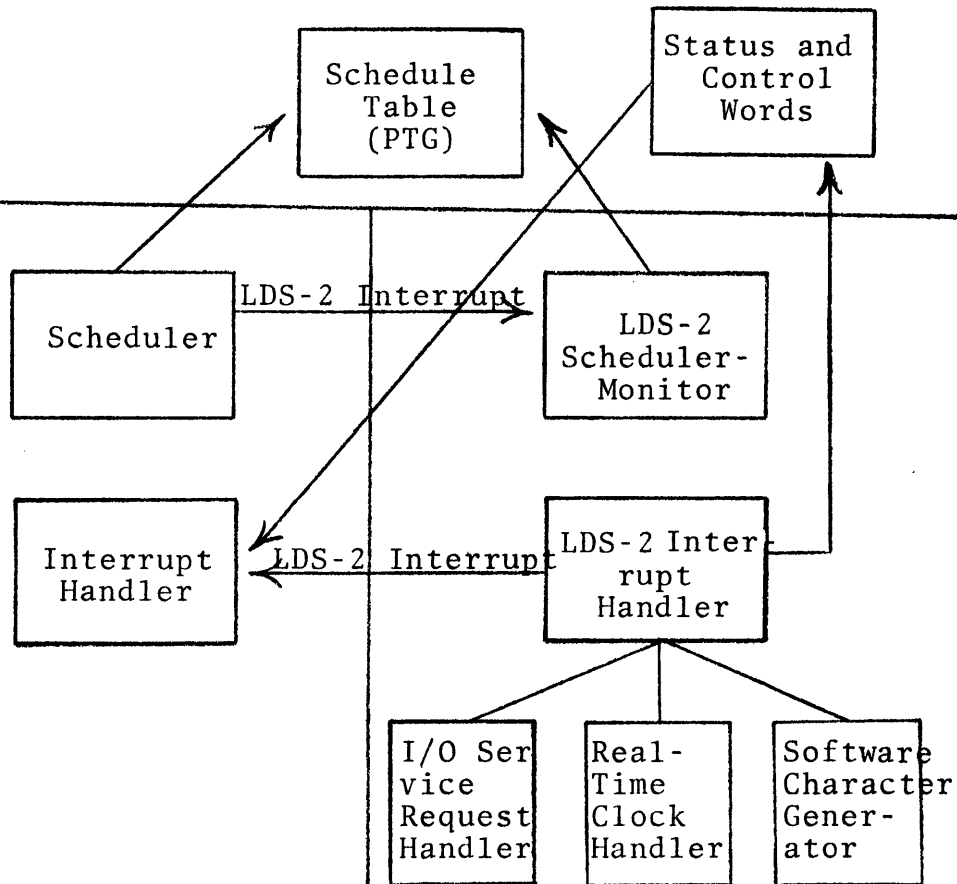 Schedule
Table
(PTG)
Status and
Control
Words
Scheduler
LDS-2 Interrupt
LDS-2
Scheduler-
Monitor
Interrupt
Handler
LDS-2 Interrupt
LDS-2 Inter-
rupt
Handler
I/O Ser
vice
Request
Handler
Real-
Time
Clock
Handler
Software
Character
Gener-
ator